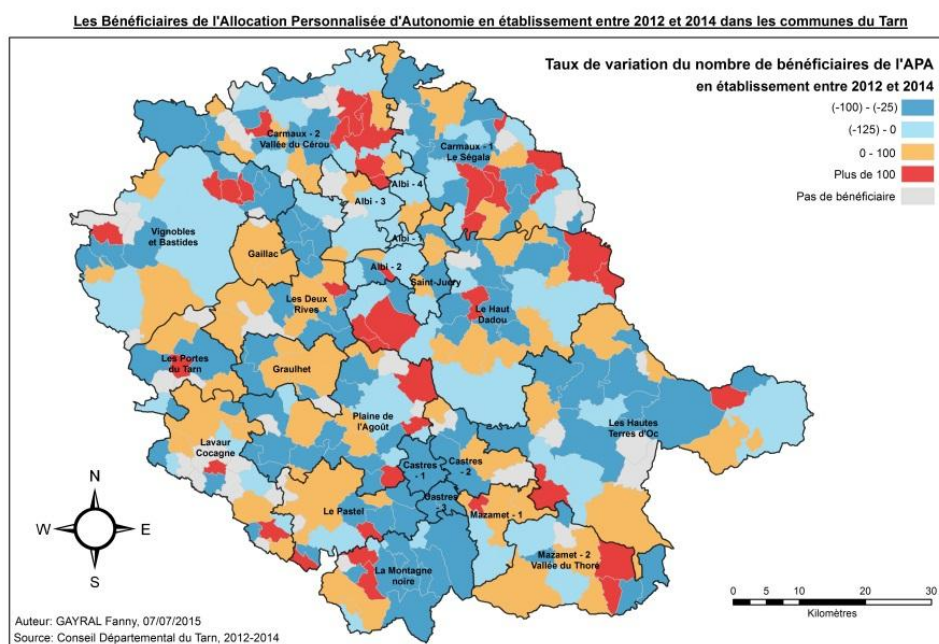 Les Bénéficiaires de l'Allocation Personnalisée d'Autonomie en établissement entre 2012 et 2014 dans les communes du Tarn
Taux de variation du nombre de bénéficiaires de l'APA
en établissement entre 2012 et 2014
(-100) - (-25)
(-125) - 0
0 - 100
Plus de 100
Pas de bénéficiaire
Carmaux - 2
Vallée du Cérou
Carmaux - 1
Le Ségala
Albi - 4
Albi - 3
Vignobles
et Bastides
Albi - 1
Gaillac
Albi - 2
Saint-Juéry
Les Deux
Rives
Le Haut
Dadou
Les Portes
du Tarn
Graulhet
Plaine de
l'Agoût
Les Hautes
Terres d'Oc
Lavaur
Cocagne
Castres - 1
Castres - 2
Castres - 3
Le Pastel
Mazamet - 1
Mazamet - 2
Vallée du Thoré
La Montagne
noire
N
W
E
S
0 5 10 20 30
Kilomètres
Auteur: GAYRAL Fanny, 07/07/2015
Source: Conseil Départemental du Tarn, 2012-2014